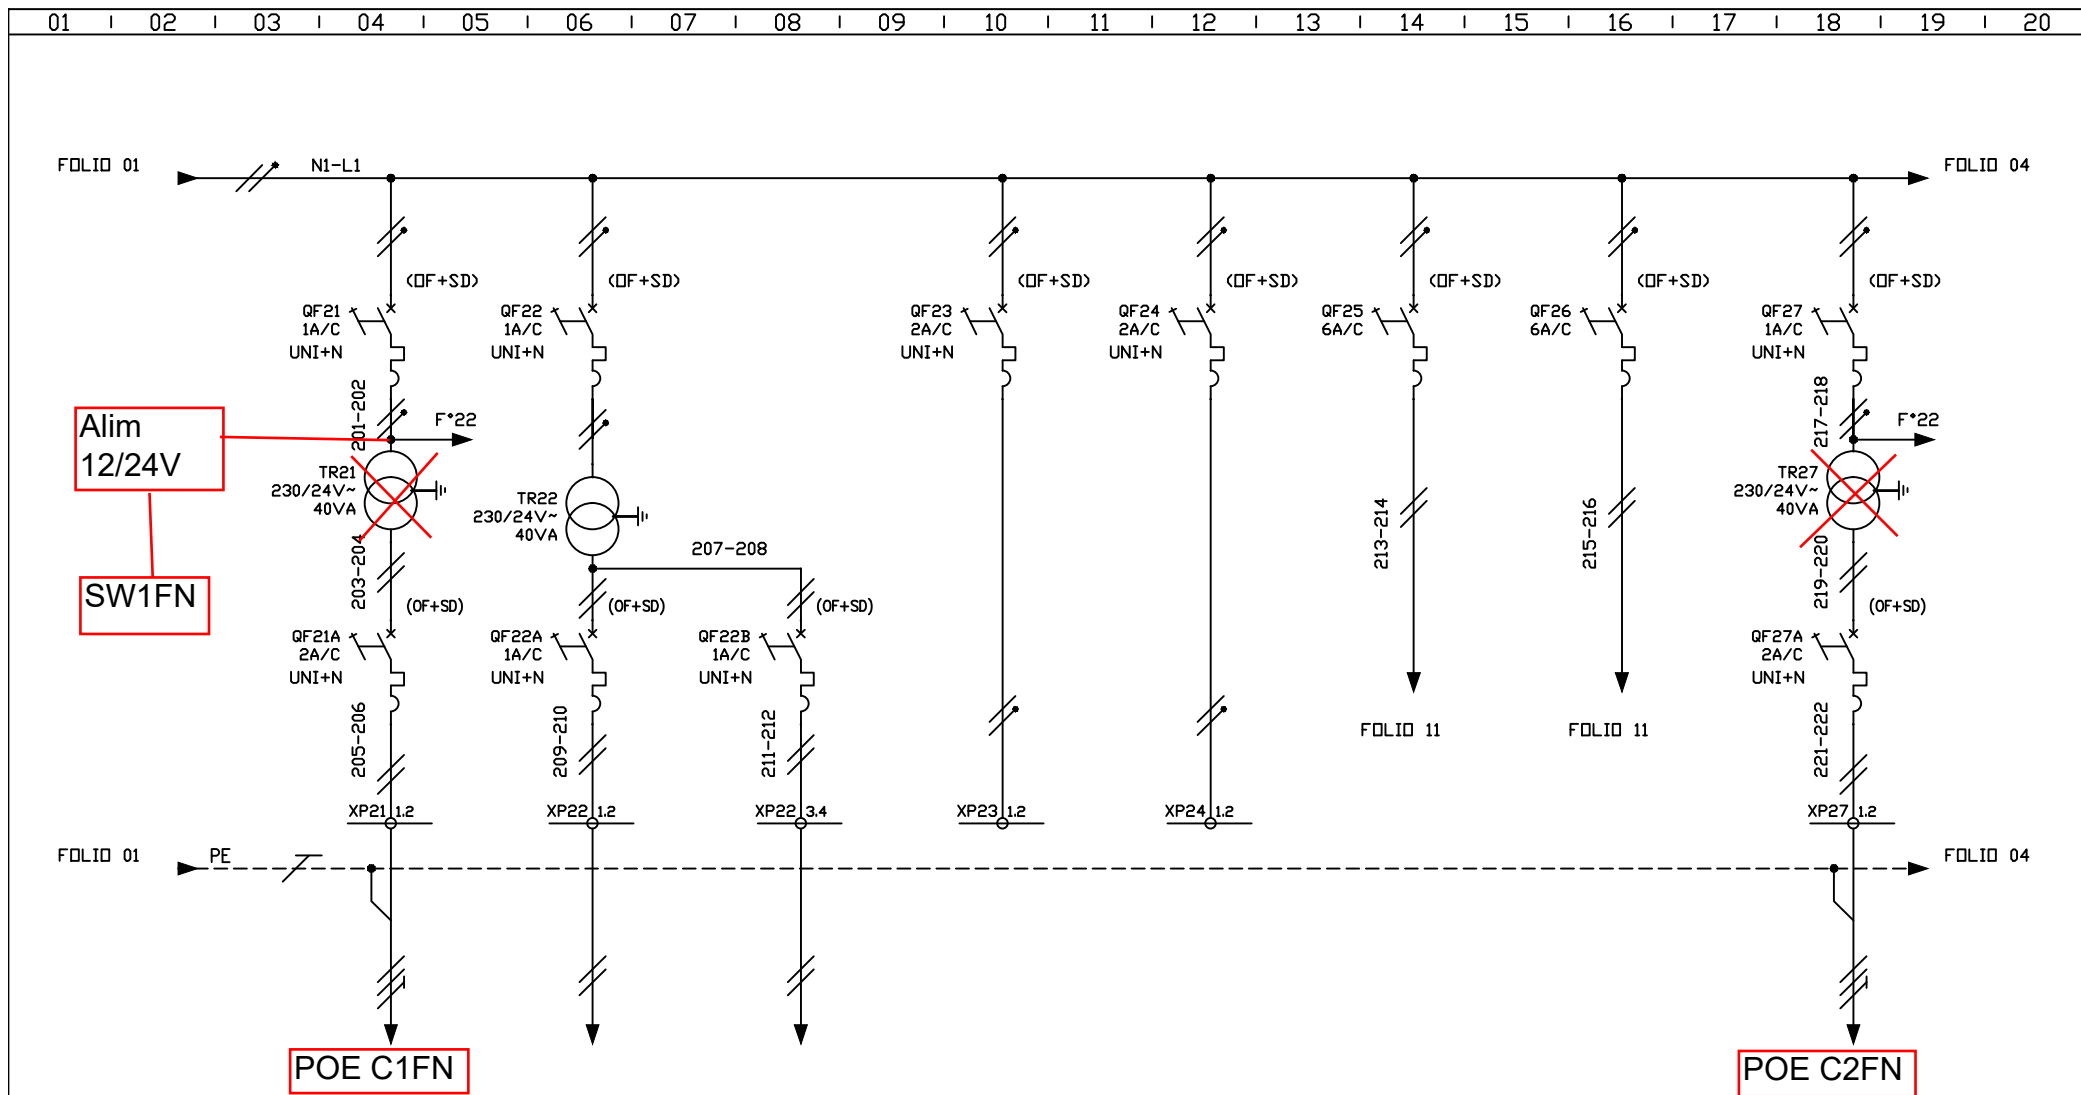 01 02 03 04 05 06 07 08 09 10 11 12 13 14 15 16 17 18 19 20
FOLIO 01
N1-L1
FOLIO 04
(OF+SD)
(OF+SD)
(OF+SD)
(OF+SD)
(OF+SD)
(OF+SD)
(OF+SD)
QF21
1A/C
UNI+N
QF22
1A/C
UNI+N
QF23
2A/C
UNI+N
QF24
2A/C
UNI+N
QF25
6A/C
QF26
6A/C
QF27
1A/C
UNI+N
201-202
F°22
217-218
F°22
Alim
12/24V
TR21
230/24V~
40VA
TR22
230/24V~
40VA
TR27
230/24V~
40VA
213-214
215-216
SW1FN
203-204
207-208
219-220
(OF+SD)
(OF+SD)
(OF+SD)
(OF+SD)
QF21A
2A/C
UNI+N
QF22A
1A/C
UNI+N
QF22B
1A/C
UNI+N
QF27A
2A/C
UNI+N
205-206
209-210
211-212
FOLIO 11
FOLIO 11
221-222
XP21 1.2
XP22 1.2
XP22 3.4
XP23 1.2
XP24 1.2
XP27 1.2
FOLIO 01
PE
FOLIO 04
POE C1FN
POE C2FN